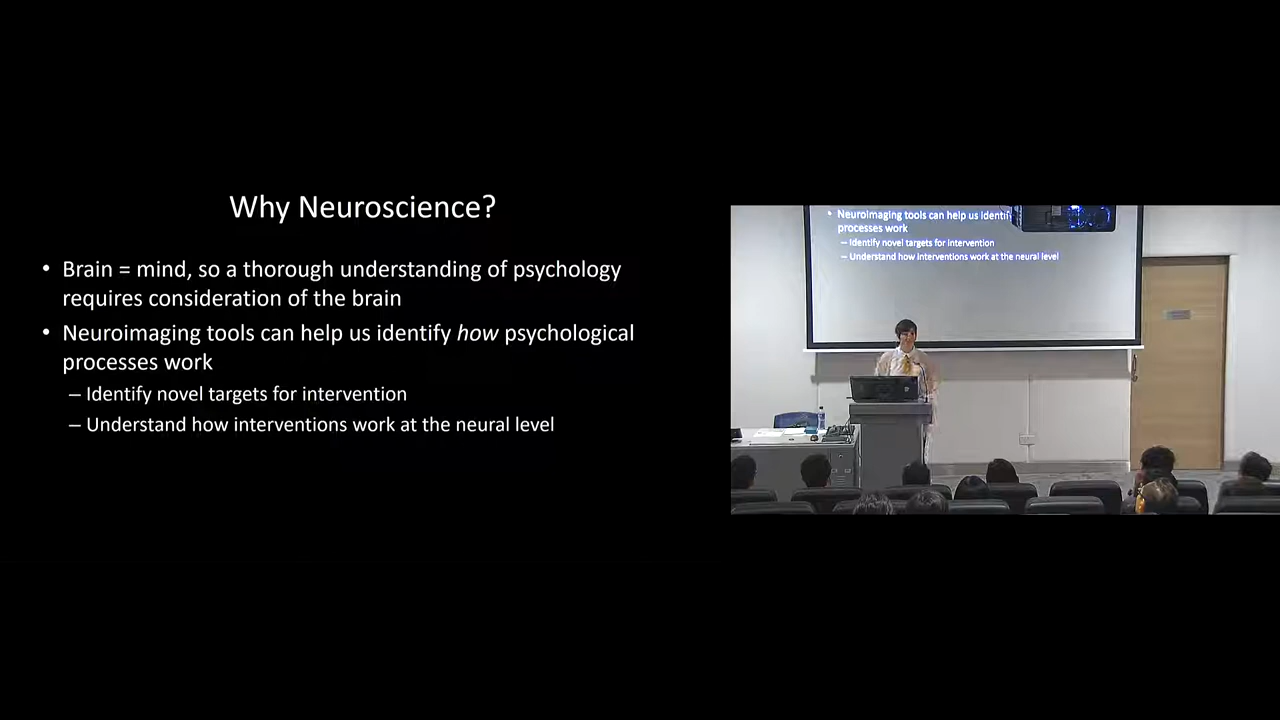 Why Neuroscience?
• Brain = mind, so a thorough understanding of psychology
requires consideration of the brain
• Neuroimaging tools can help us identify how psychological
processes work
– Identify novel targets for intervention
– Understand how interventions work at the neural level
• Neuroimaging tools can help us identif
processes work
– Identify novel targets for intervention
– Understand how interventions work at the neural level